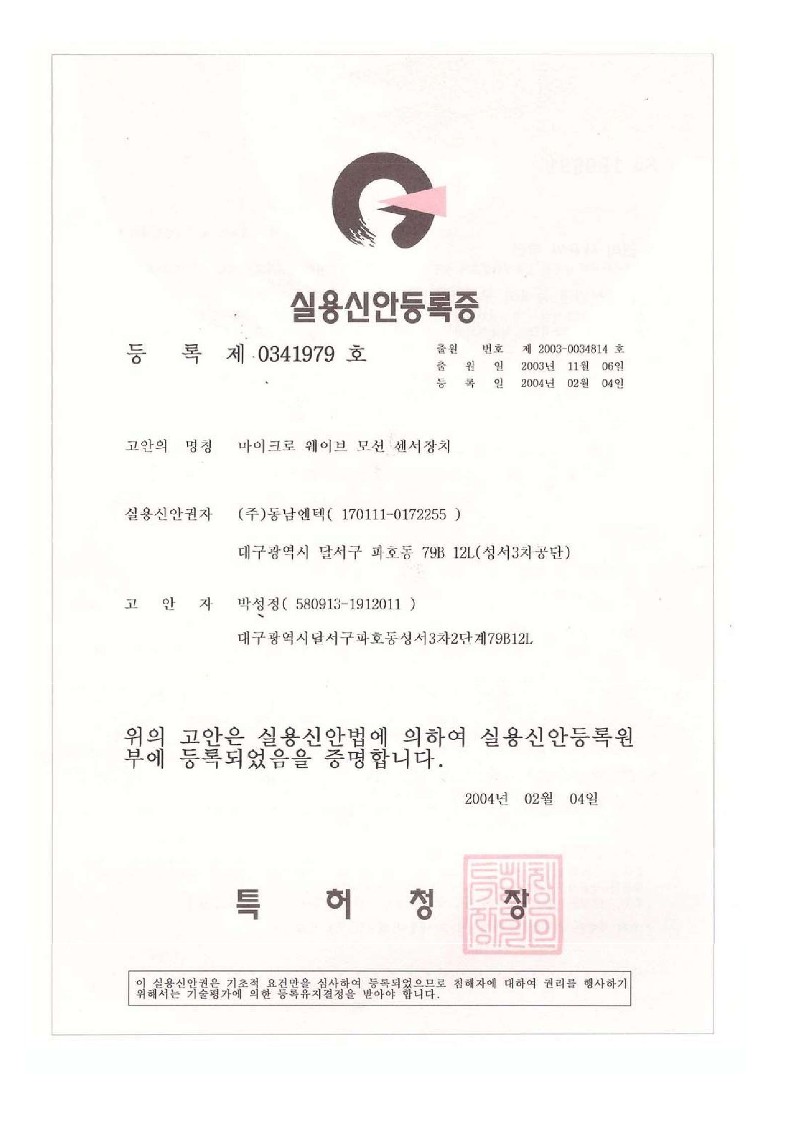 실용신안등록증
등 록 제 0341979 호
출원 번호 제 2003-0034814 호
출 원 일 2003년 11월 06일
등 록 일 2004년 02월 04일
고안의 명칭 마이크로 웨이브 모션 센서장치
실용신안권자 (주)동남엔텍( 170111-0172255 )
대구광역시 달서구 파호동 79B 12L(성서3차공단)
고 안 자 박성정( 580913-1912011 )
대구광역시달서구파호동성서3차2단계79B12L
위의 고안은 실용신안법에 의하여 실용신안등록원
부에 등록되었음을 증명합니다.
2004년 02월 04일
특 허 청 장
이 실용신안권은 기초적 요건만을 심사하여 등록되었으므로 침해자에 대하여 권리를 행사하기
위해서는 기술평가에 의한 등록유지결정을 받아야 합니다.